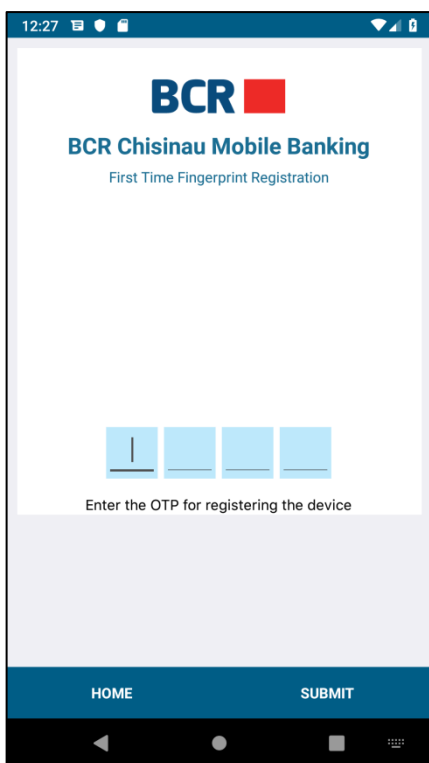 12:27
BCR
BCR Chisinau Mobile Banking
First Time Fingerprint Registration
Enter the OTP for registering the device
HOME SUBMIT